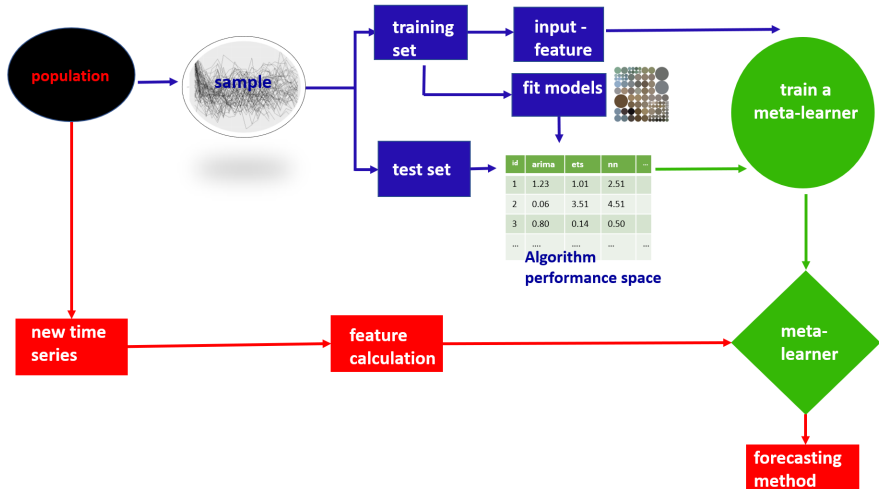 population
sample
training
set
input -
feature
fit models
test set
train a
meta-learner
id arima ets nn ...
1 1.23 1.01 2.51
2 0.06 3.51 4.51
3 0.80 0.14 0.50
... .... ... ... ...
Algorithm
performance space
new time
series
feature
calculation
meta-
learner
forecasting
method